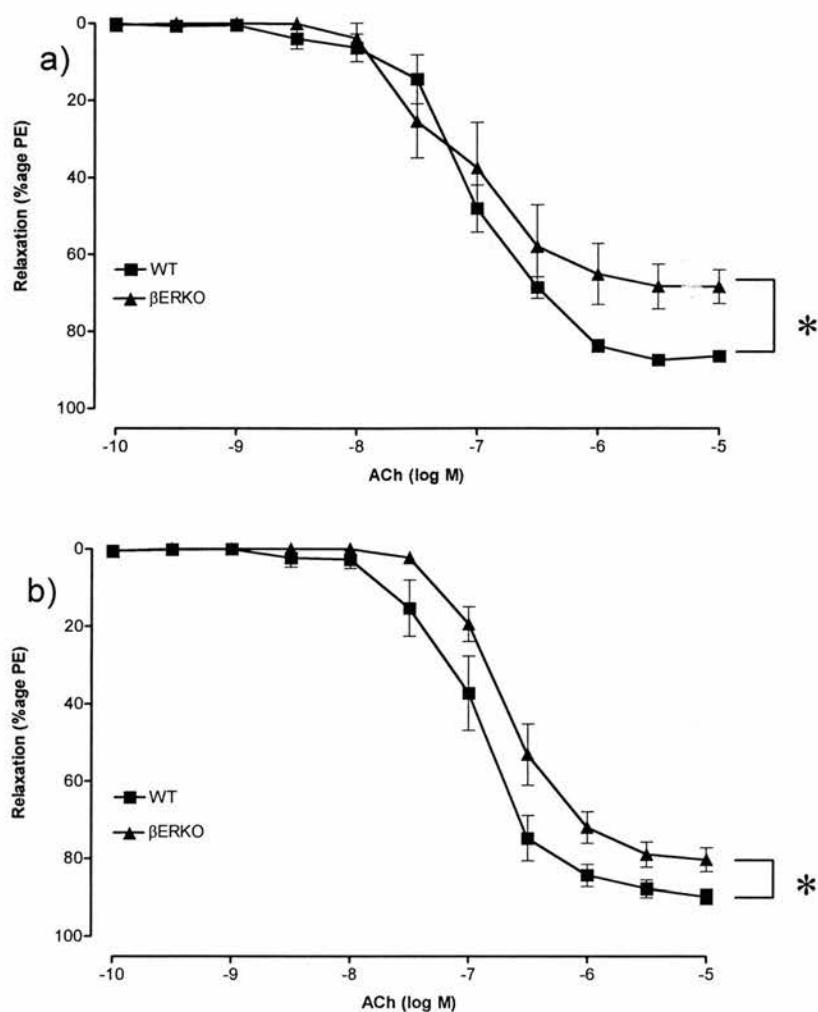 a)
Relaxation (%age PE)
0
20
40
60
80
100
WT
βERKO
*
-10 -9 -8 -7 -6 -5
ACh (log M)
b)
Relaxation (%age PE)
0
20
40
60
80
100
WT
βERKO
*
-10 -9 -8 -7 -6 -5
ACh (log M)